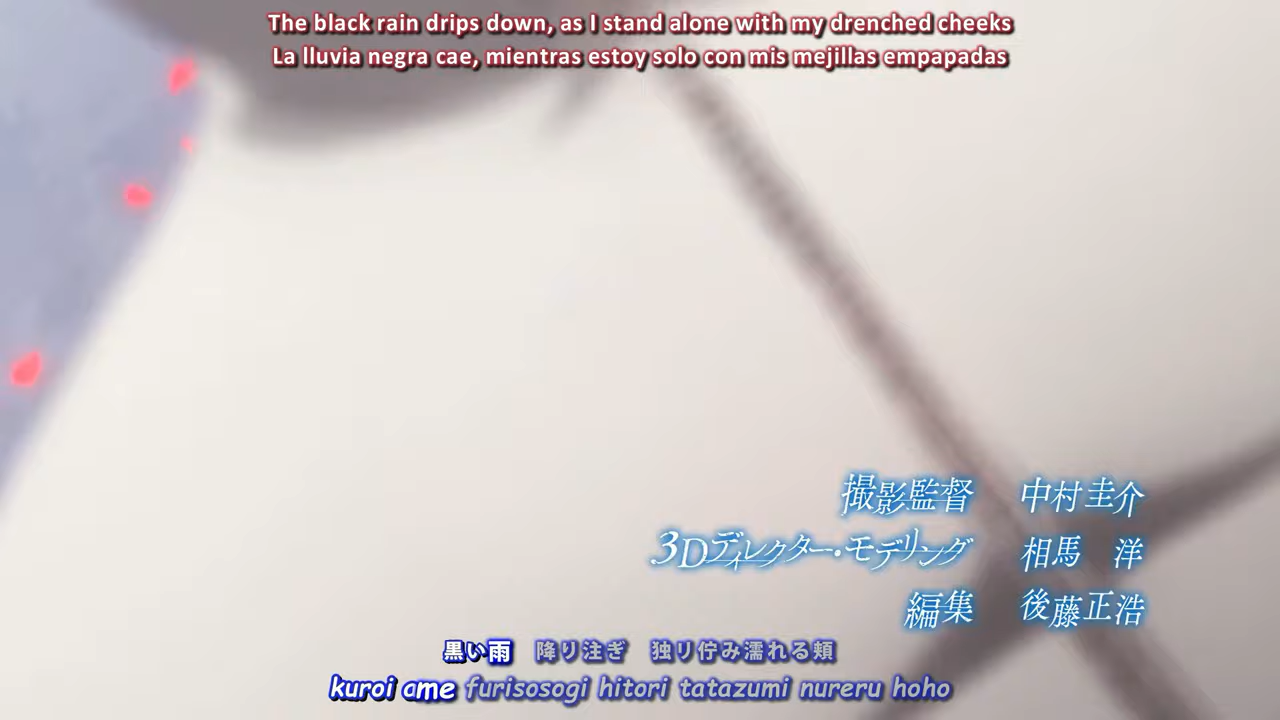 The black rain drips down, as I stand alone with my drenched cheeks
La lluvia negra cae, mientras estoy solo con mis mejillas empapadas
撮影監督 中村圭介
3Dディレクター・モデリング 相馬 洋
編集 後藤正浩
黒い雨 降り注ぎ 独り佇み濡れる頬
kuroi ame furisosogi hitori tatazumi nureru hoho